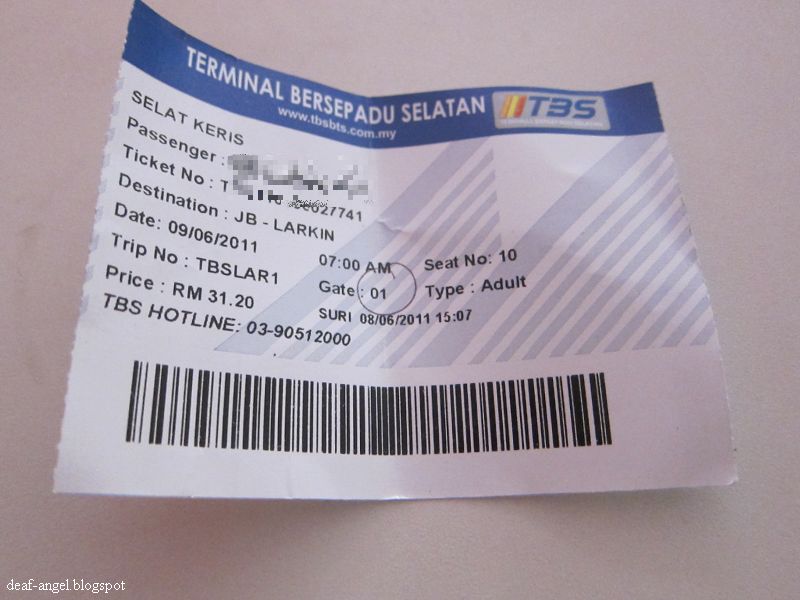 TERMINAL BERSEPADU SELATAN TBS
www.tbsbts.com.my
SELAT KERIS
Passenger :
Ticket No : T
Destination : JB - LARKIN
Date: 09/06/2011 07:00 AM Seat No: 10
Trip No : TBSLAR1 Gate : 01 Type : Adult
Price : RM 31.20 SURI 08/06/2011 15:07
TBS HOTLINE: 03-90512000
deaf-angel.blogspot